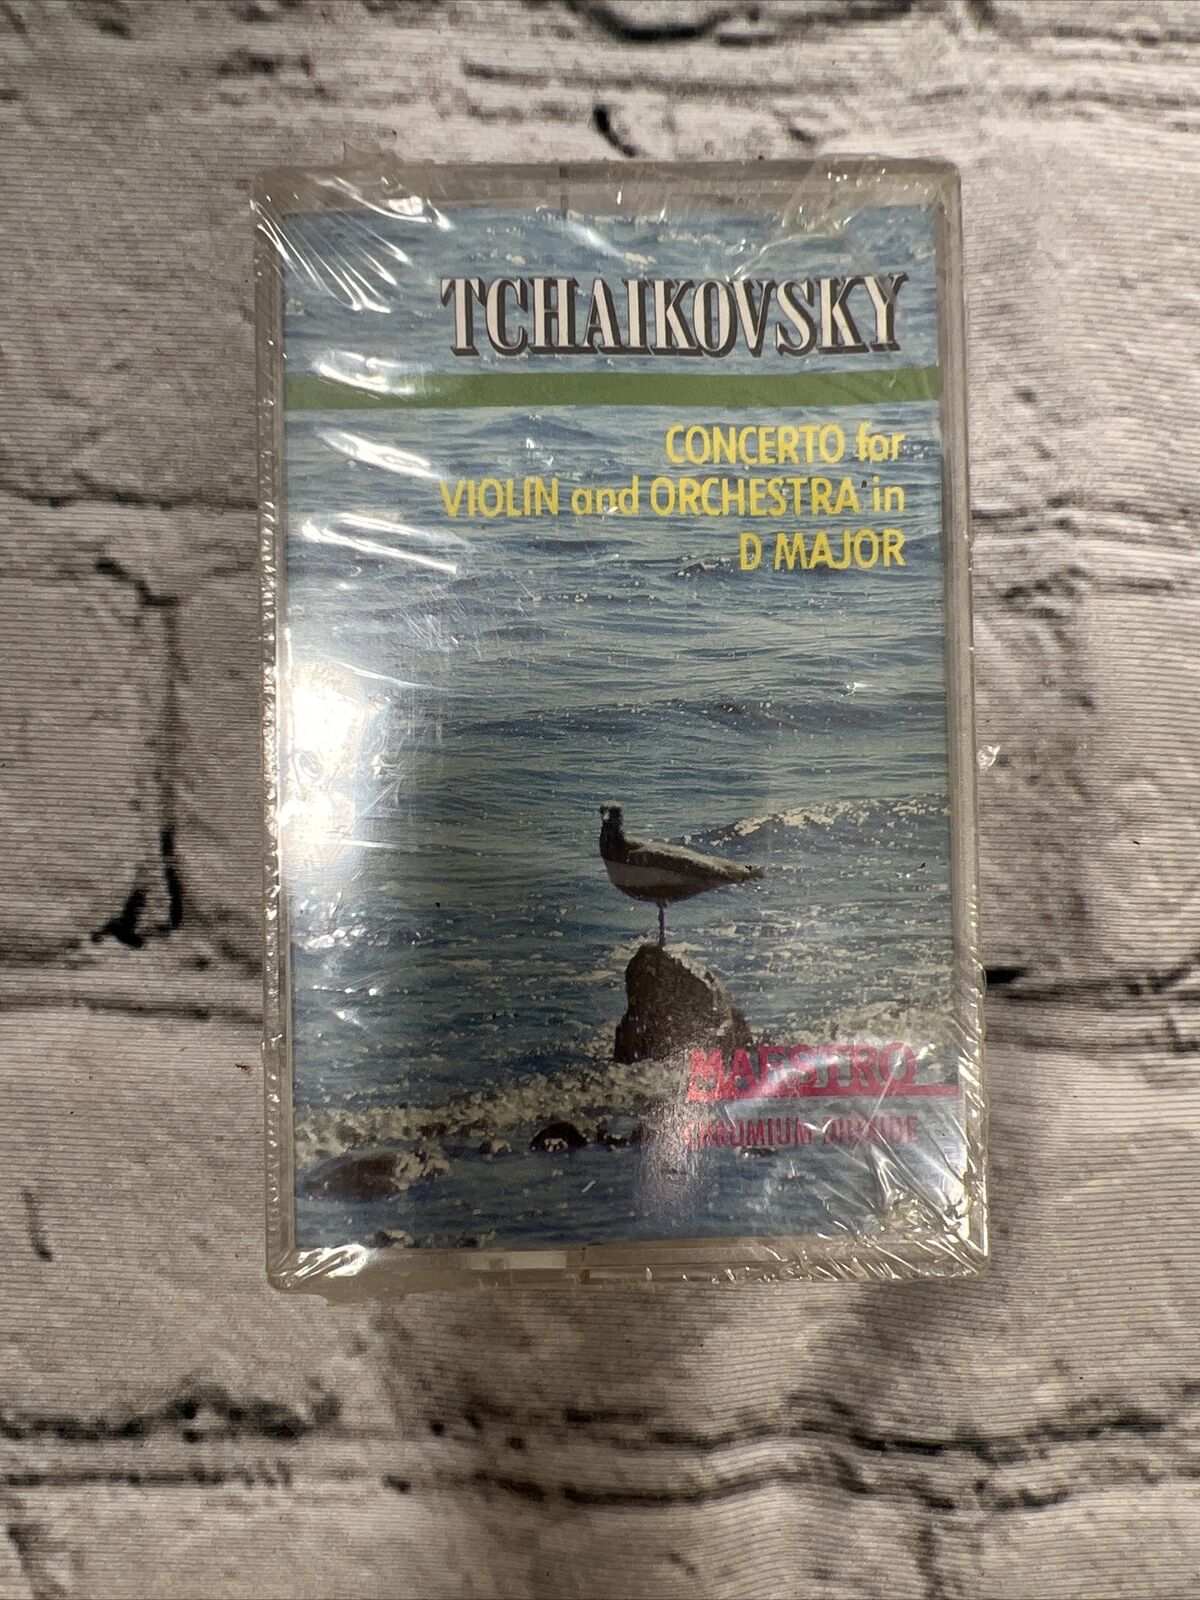 TCHAIKOVSKY
CONCERTO for
VIOLIN and ORCHESTRA in
D MAJOR
MAESTRO
CHROMIUM DIOXIDE